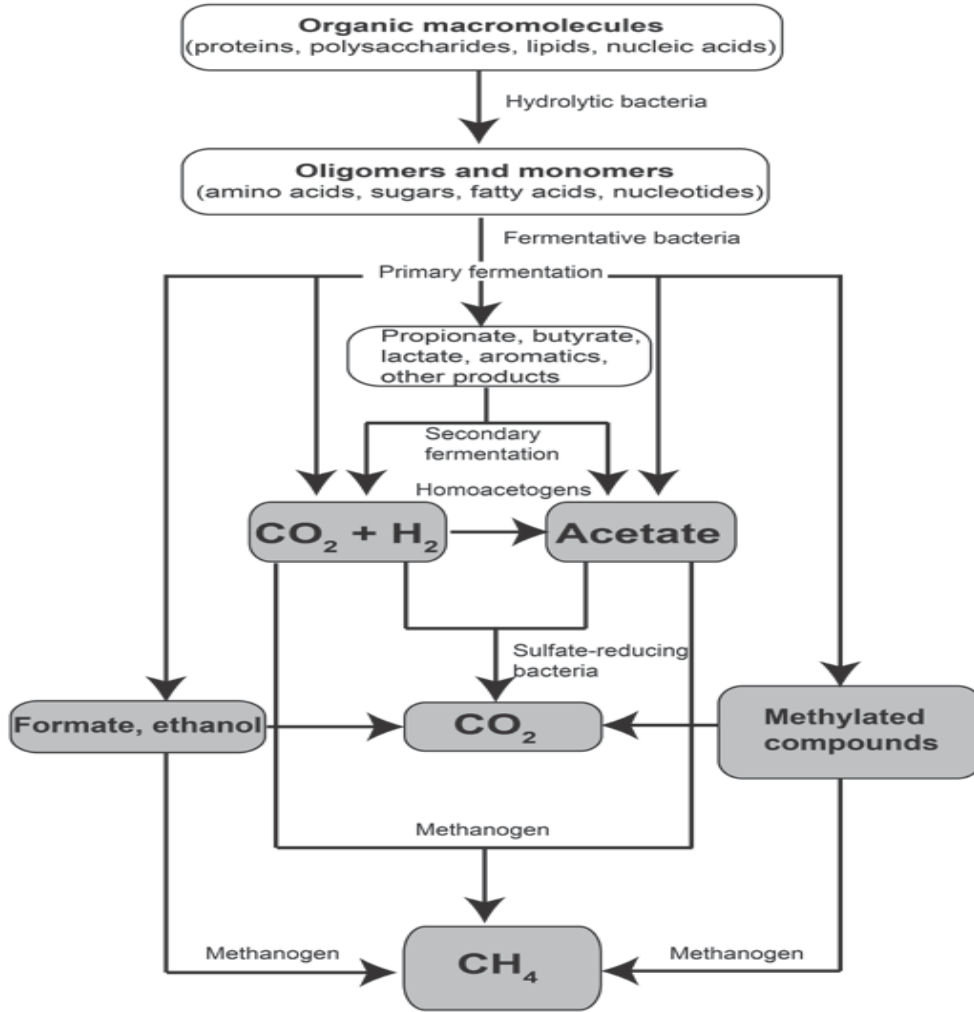 Organic macromolecules
(proteins, polysaccharides, lipids, nucleic acids)
Hydrolytic bacteria
Oligomers and monomers
(amino acids, sugars, fatty acids, nucleotides)
Fermentative bacteria
Primary fermentation
Propionate, butyrate,
lactate, aromatics,
other products
Secondary
fermentation
Homoacetogens
CO₂ + H₂
Acetate
Sulfate-reducing
bacteria
Formate, ethanol
CO₂
Methylated
compounds
Methanogen
Methanogen
CH₄
Methanogen